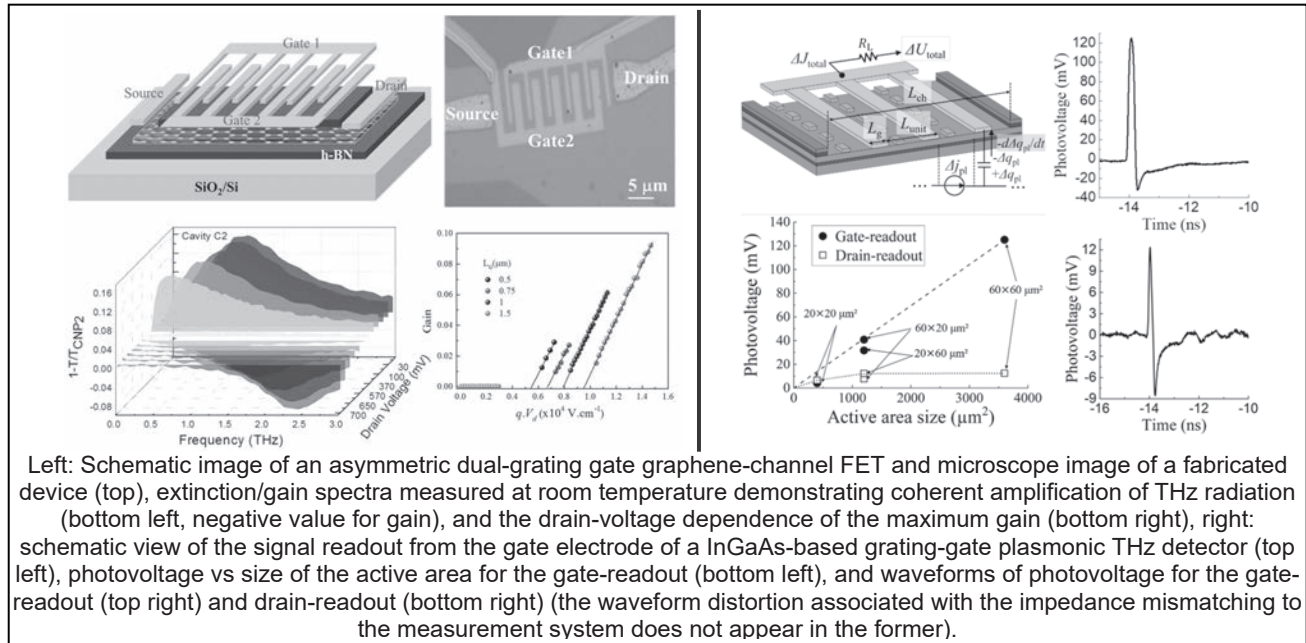 Gate 1
Source
Drain
Gate 2
h-BN
SiO2/Si
Gate1
Drain
Source
Gate2
5 μm
Cavity C2
1-T/TCNP2
0.16
0.12
0.08
0.04
0.00
-0.04
-0.08
0.0 0.5 1.0 1.5 2.0 2.5 3.0
Frequency (THz)
30
100
370
570
650
700
Drain Voltage (mV)
Gain
0.10
0.08
0.06
0.04
0.02
0.00
0.5
0.75
1
1.5
0.0 0.2 0.4 0.6 0.8 1.0 1.2 1.4 1.6
q.Vd (x10⁴ V.cm⁻¹)
RL
ΔUtotal
ΔJtotal
Lch
Lg
Lunit
-dΔqpl/dt
-Δqpl
+Δqpl
Δjpl
Photovoltage (mV)
120
100
80
60
40
20
0
-20
-40
-14 -12 -10
Time (ns)
Photovoltage (mV)
140
120
100
80
60
40
20
0
Gate-readout
Drain-readout
20×20 μm²
60×20 μm²
20×60 μm²
60×60 μm²
0 1000 2000 3000 4000
Active area size (μm²)
Photovoltage (mV)
12
9
6
3
0
-3
-6
-9
-16 -14 -12 -10
Time (ns)
Left: Schematic image of an asymmetric dual-grating gate graphene-channel FET and microscope image of a fabricated
device (top), extinction/gain spectra measured at room temperature demonstrating coherent amplification of THz radiation
(bottom left, negative value for gain), and the drain-voltage dependence of the maximum gain (bottom right), right:
schematic view of the signal readout from the gate electrode of a InGaAs-based grating-gate plasmonic THz detector (top
left), photovoltage vs size of the active area for the gate-readout (bottom left), and waveforms of photovoltage for the gate-
readout (top right) and drain-readout (bottom right) (the waveform distortion associated with the impedance mismatching to
the measurement system does not appear in the former).